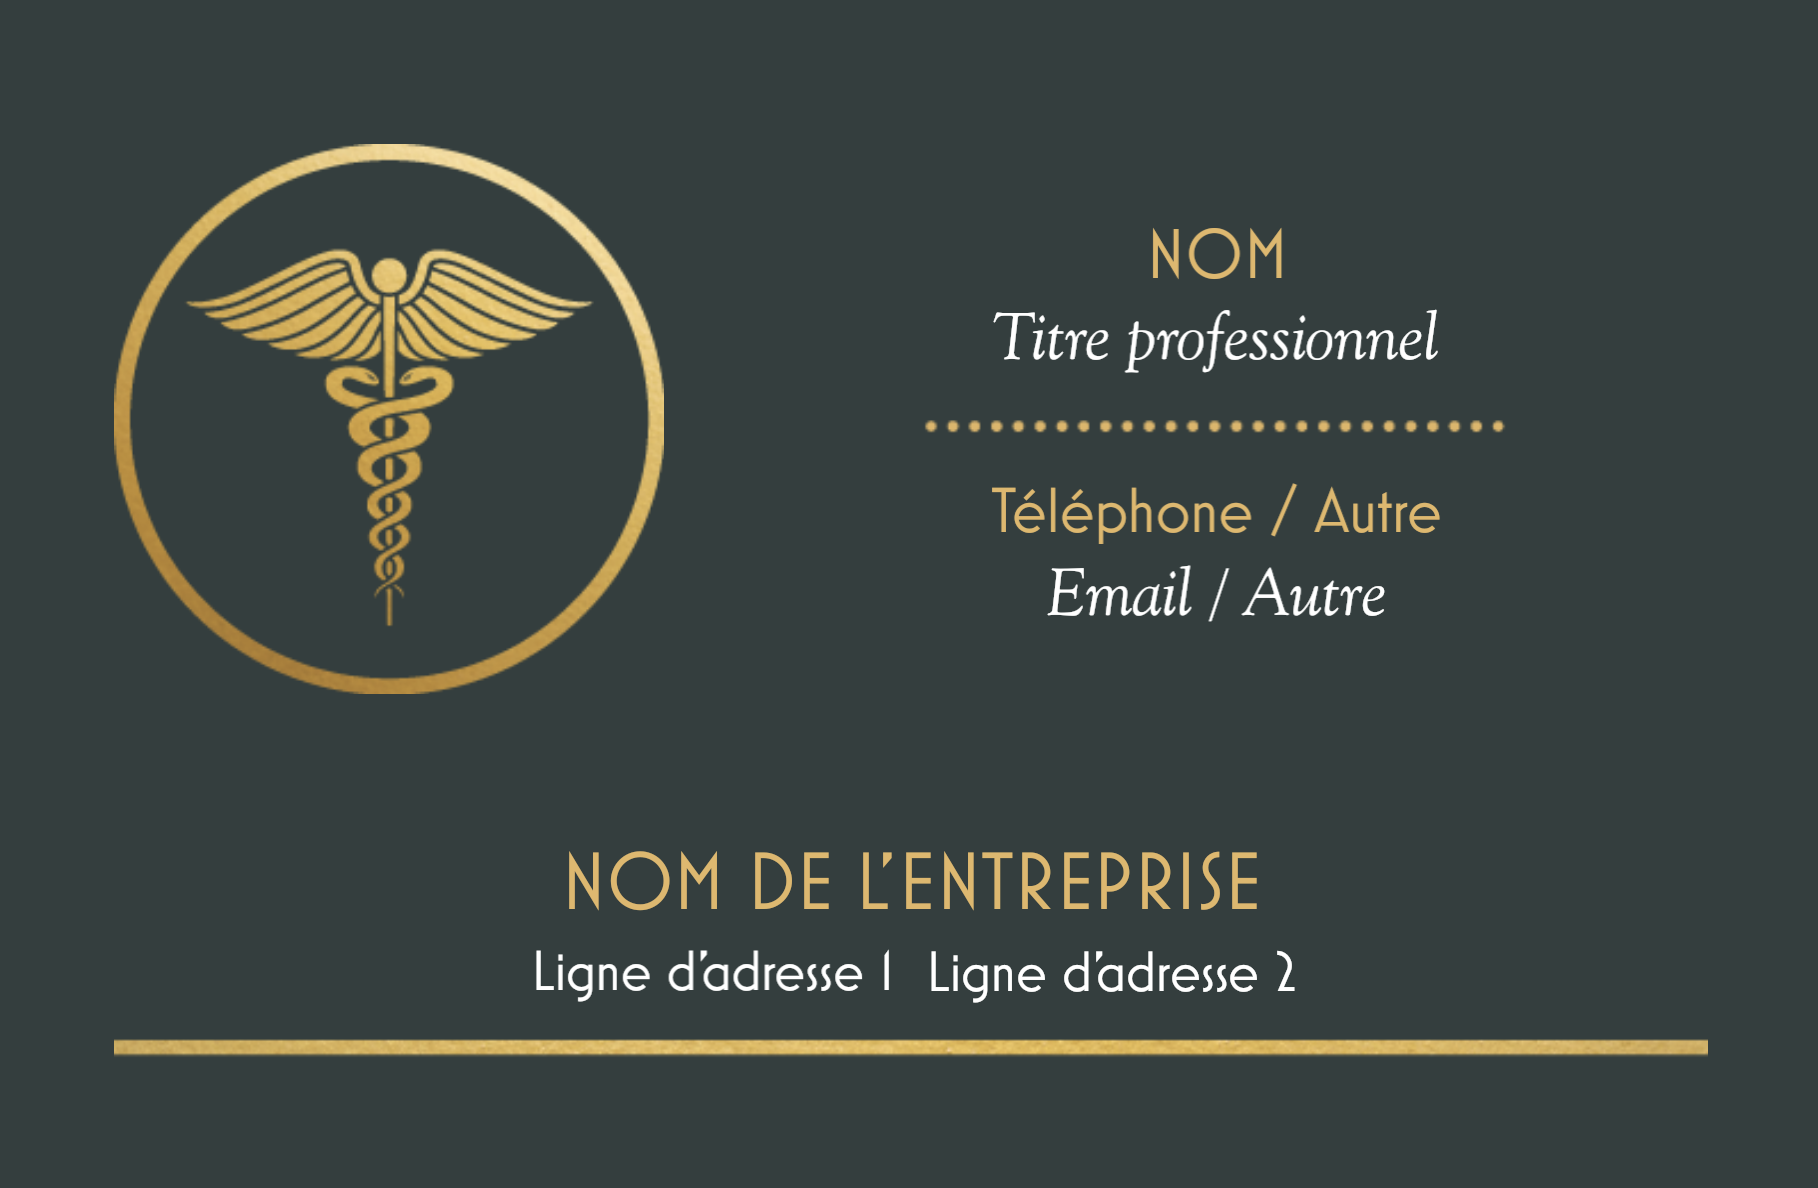 NOM
Titre professionnel
Téléphone / Autre
Email / Autre
NOM DE L’ENTREPRISE
Ligne d’adresse 1 Ligne d’adresse 2